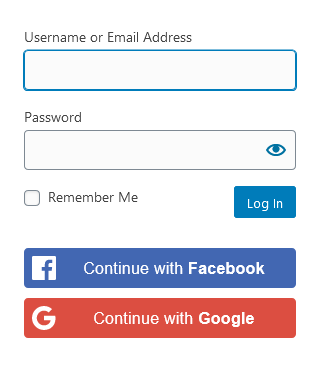 Username or Email Address
Password
Remember Me
Log In
Continue with Facebook
Continue with Google